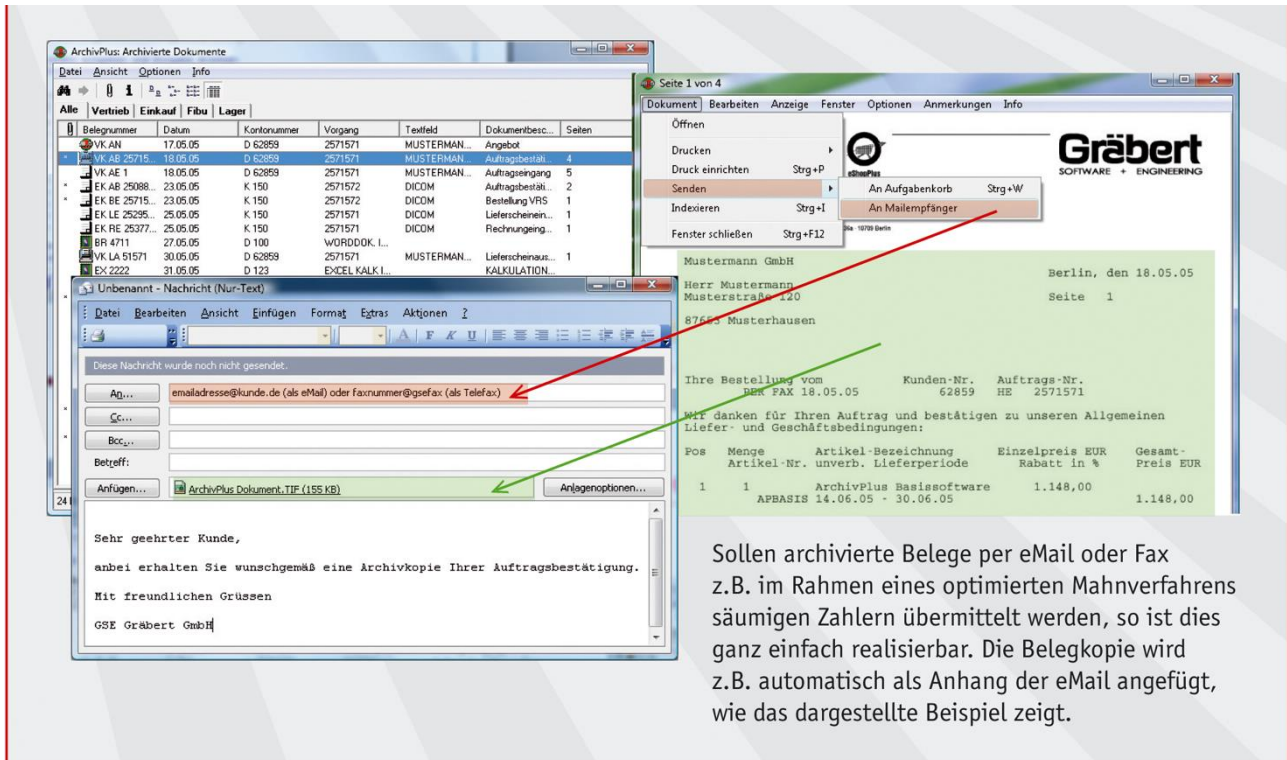 ArchivPlus: Archivierte Dokumente
Datei Ansicht Optionen Info
Alle Vertrieb Einkauf Fibu Lager
Belegnummer Datum Kontonummer Vorgang Textfeld Dokumentbesc... Seiten
VK AN 17.05.05 D 62859 2571571 MUSTERMAN... Angebot
VK AB 25715... 18.05.05 D 62859 2571571 MUSTERMAN... Auftragsbestäti... 4
VK AE 1 18.05.05 D 62859 2571571 MUSTERMAN... Auftragseingang 5
EK AB 25088... 23.05.05 K 150 2571572 DICOM Auftragsbestäti... 2
EK BE 25715... 23.05.05 K 150 2571572 DICOM Bestellung VRS 1
EK LE 25295... 25.05.05 K 150 2571571 DICOM Lieferscheinein... 1
EK RE 25377... 25.05.05 K 150 2571571 DICOM Rechnungeing... 1
BR 4711 27.05.05 D 100 WORDDOK. I...
VK LA 51571 30.05.05 D 62859 2571571 MUSTERMAN... Lieferscheinaus... 1
EX 2222 31.05.05 D 123 EXCEL KALK I... KALKULATION...
24
Seite 1 von 4
Dokument Bearbeiten Anzeige Fenster Optionen Anmerkungen Info
Öffnen
Drucken
Druck einrichten Strg+P
Senden
An Aufgabenkorb Strg+W
An Mailempfänger
Indexieren Strg+I
Fenster schließen Strg+F12
eShopPlus
Gräbert
SOFTWARE + ENGINEERING
10709 Berlin
Mustermann GmbH
Berlin, den 18.05.05
Herr Mustermann
Musterstraße 120 Seite 1
87653 Musterhausen
Ihre Bestellung vom Kunden-Nr. Auftrags-Nr.
PER FAX 18.05.05 62859 HE 2571571
Wir danken für Ihren Auftrag und bestätigen zu unseren Allgemeinen
Liefer- und Geschäftsbedingungen:
Pos Menge Artikel-Bezeichnung Einzelpreis EUR Gesamt-
Artikel-Nr. unverb. Lieferperiode Rabatt in % Preis EUR
1 1 ArchivPlus Basissoftware 1.148,00
APBASIS 14.06.05 - 30.06.05 1.148,00
Unbenannt - Nachricht (Nur-Text)
Datei Bearbeiten Ansicht Einfügen Format Extras Aktionen ?
A F K U
Diese Nachricht wurde noch nicht gesendet.
An... emailadresse@kunde.de (als eMail) oder faxnummer@gsefax (als Telefax)
Cc...
Bcc...
Betreff:
Anfügen... ArchivPlus Dokument.TIF (155 KB) Anlagenoptionen...
Sehr geehrter Kunde,
anbei erhalten Sie wunschgemäß eine Archivkopie Ihrer Auftragsbestätigung.
Mit freundlichen Grüssen
GSE Gräbert GmbH
Sollen archivierte Belege per eMail oder Fax
z.B. im Rahmen eines optimierten Mahnverfahrens
säumigen Zahlern übermittelt werden, so ist dies
ganz einfach realisierbar. Die Belegkopie wird
z.B. automatisch als Anhang der eMail angefügt,
wie das dargestellte Beispiel zeigt.